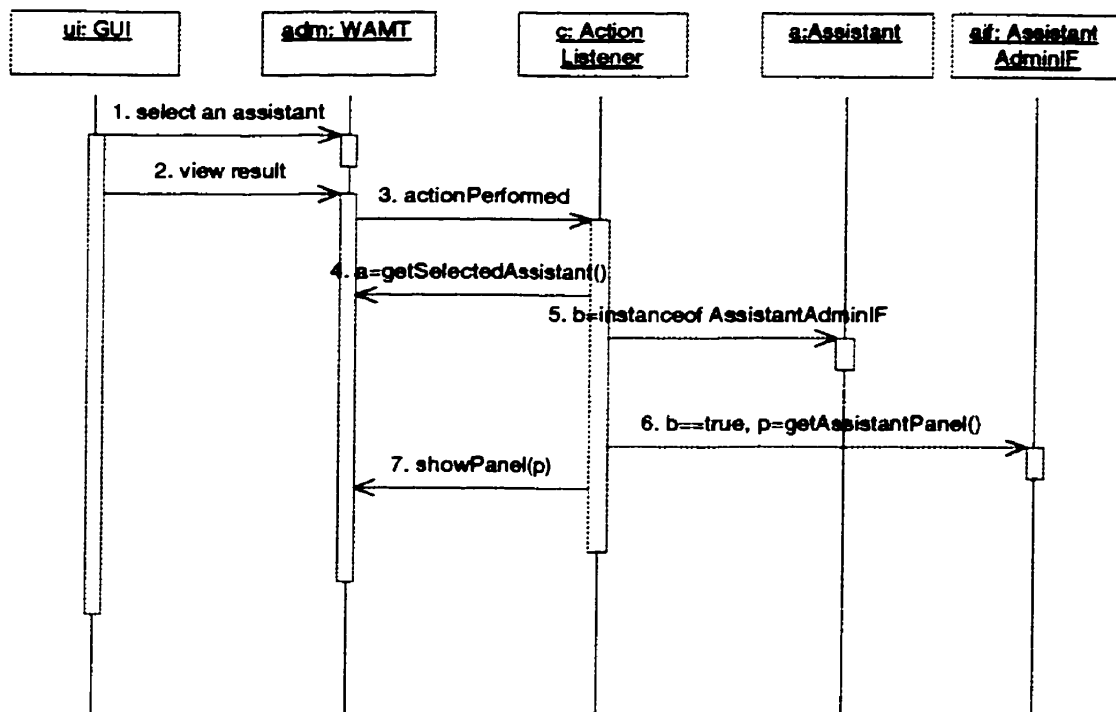 ui: GUI
adm: WAMT
c: Action
Listener
a:Assistant
aif: Assistant
AdminIF
1. select an assistant
2. view result
3. actionPerformed
4. a=getSelectedAssistant()
5. b=instanceof AssistantAdminIF
6. b==true, p=getAssistantPanel()
7. showPanel(p)